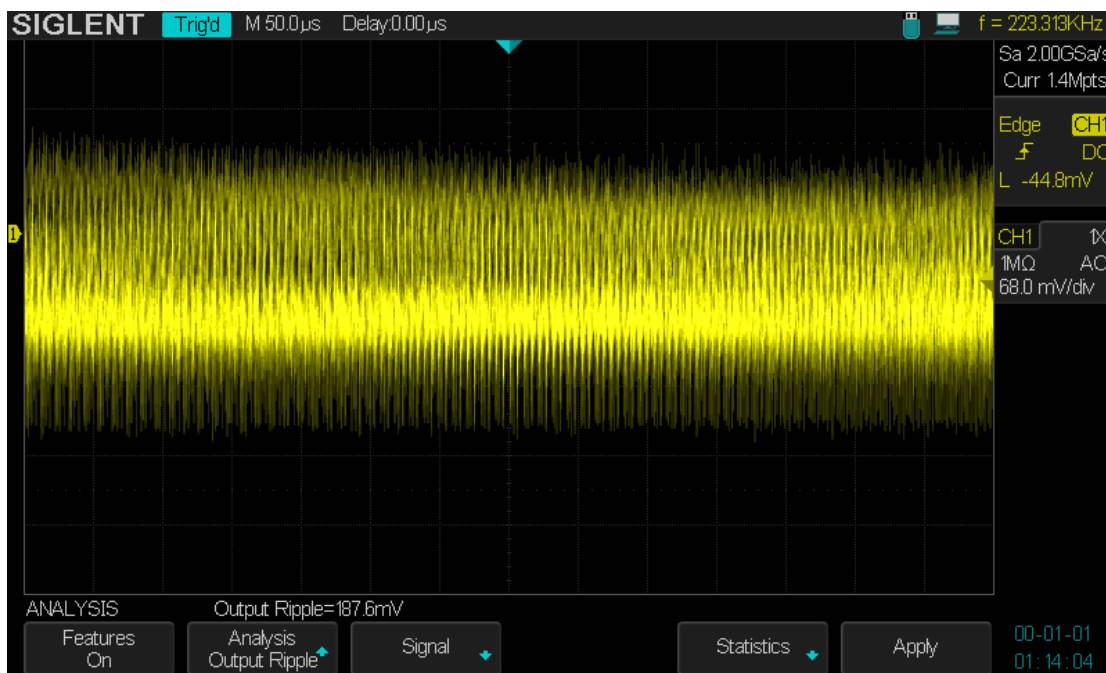 SIGLENT Trig'd M 50.0µs Delay:0.00µs f = 223.313KHz
Sa 2.00GSa/s
Curr 1.4Mpts
Edge CH1
DC
L -44.8mV
1
CH1 1X
1MΩ AC
68.0 mV/div
ANALYSIS Output Ripple=187.6mV
Features
On
Analysis
Output Ripple
Signal
Statistics
Apply
00-01-01
01:14:04